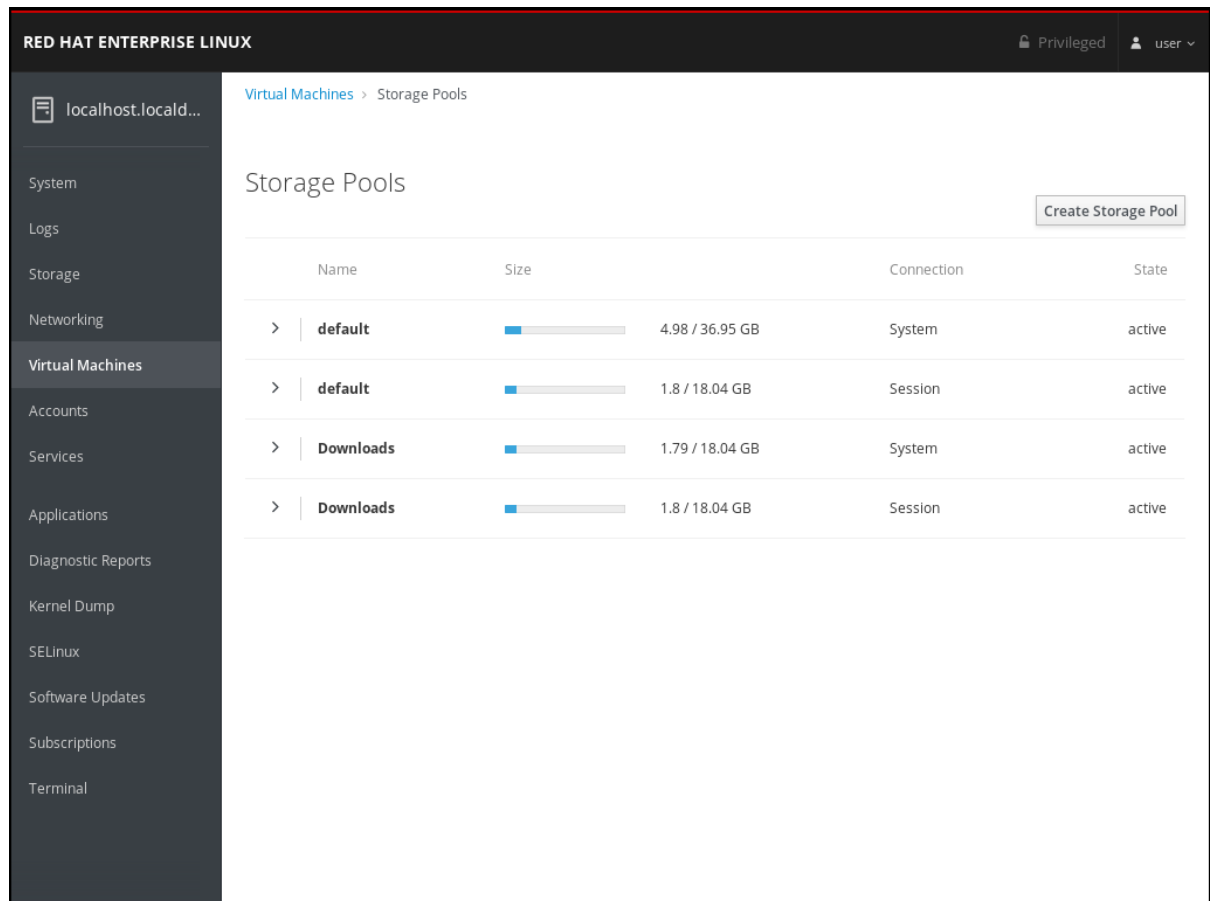 RED HAT ENTERPRISE LINUX
Privileged
user
localhost.locald...
Virtual Machines > Storage Pools
System
Logs
Storage
Networking
Virtual Machines
Accounts
Services
Applications
Diagnostic Reports
Kernel Dump
SELinux
Software Updates
Subscriptions
Terminal
Storage Pools
Create Storage Pool
Name Size Connection State
default 4.98 / 36.95 GB System active
default 1.8 / 18.04 GB Session active
Downloads 1.79 / 18.04 GB System active
Downloads 1.8 / 18.04 GB Session active